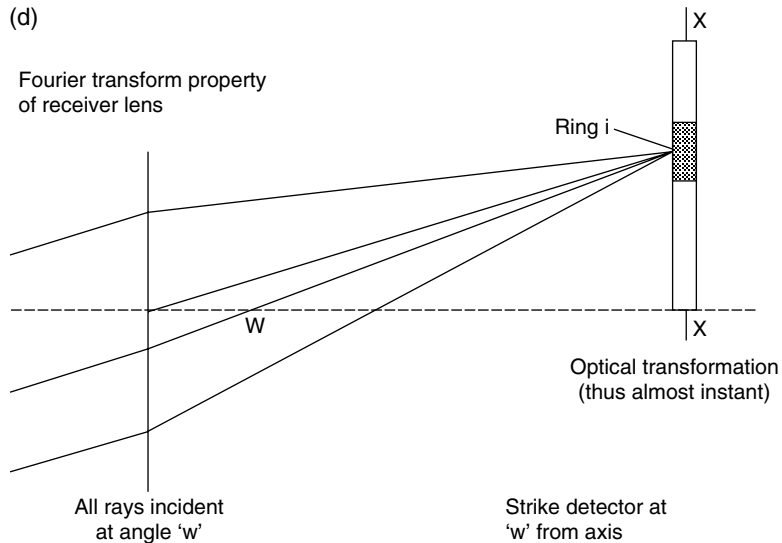 (d)
X
Fourier transform property
of receiver lens
Ring i
W
X
Optical transformation
(thus almost instant)
All rays incident
at angle ‘w’
Strike detector at
‘w’ from axis